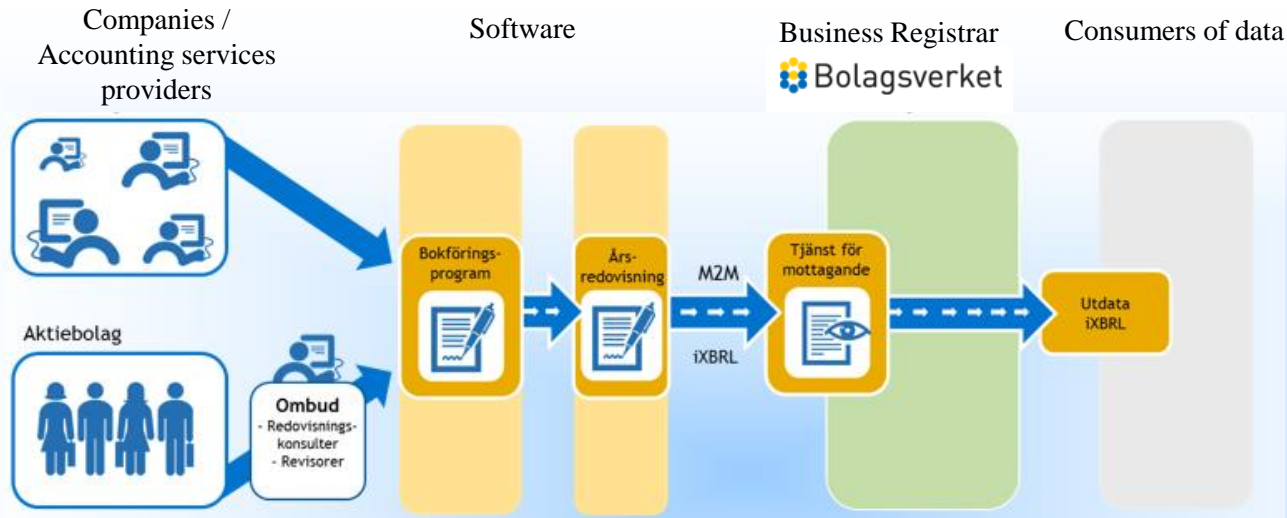 Companies /
Accounting services
providers
Software
Business Registrar
Bolagsverket
Consumers of data
Bokförings-
program
Års-
redovisning
M2M
iXBRL
Tjänst för
mottagande
Utdata
iXBRL
Aktiebolag
Ombud
- Redovisnings-
konsulter
- Revisorer